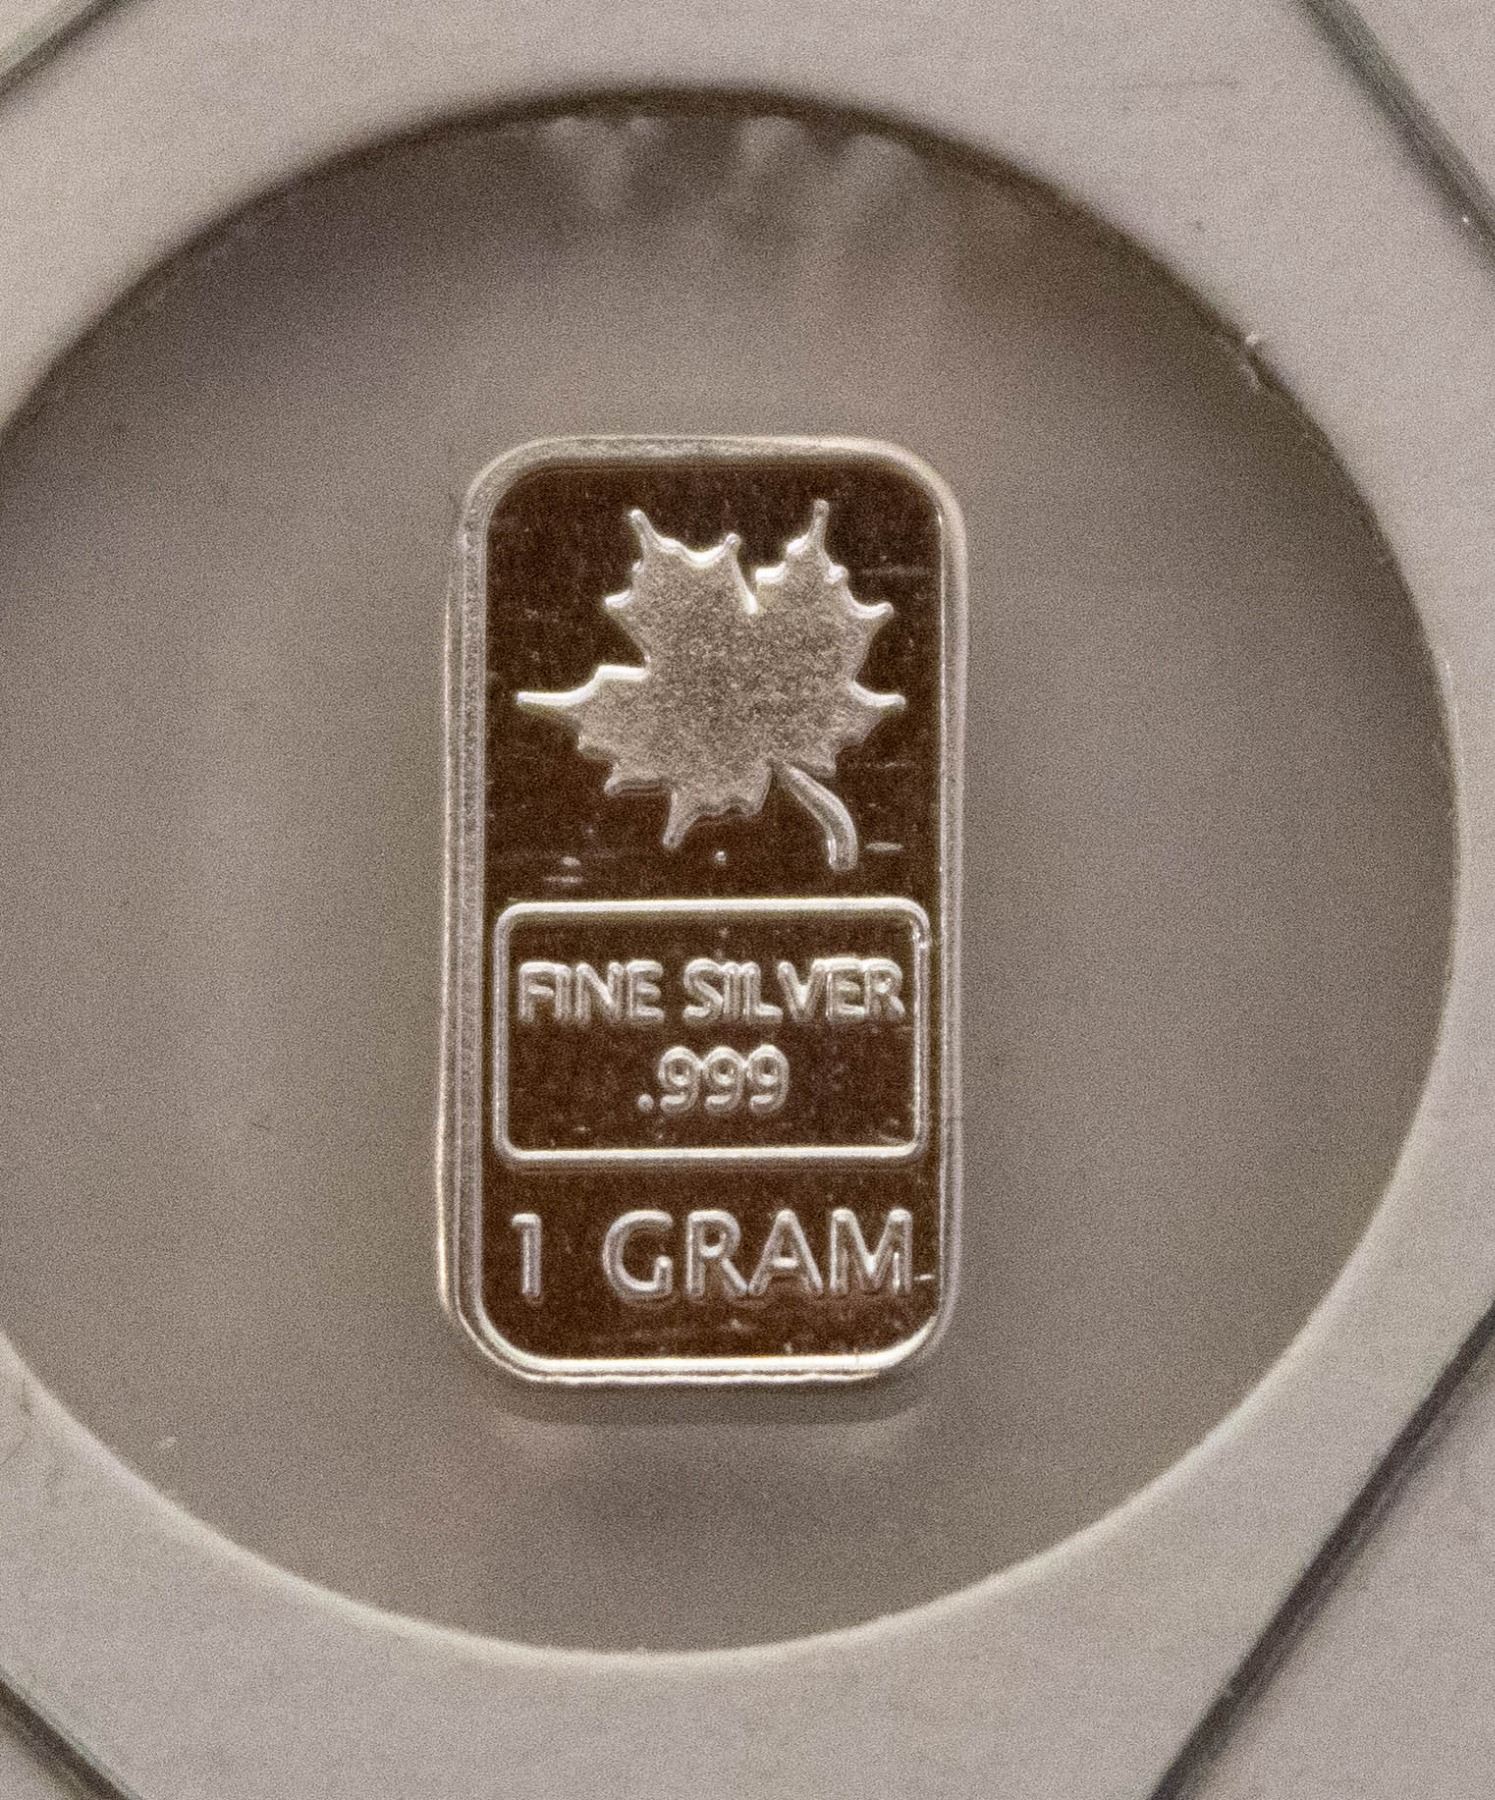 FINE SILVER
.999
1 GRAM